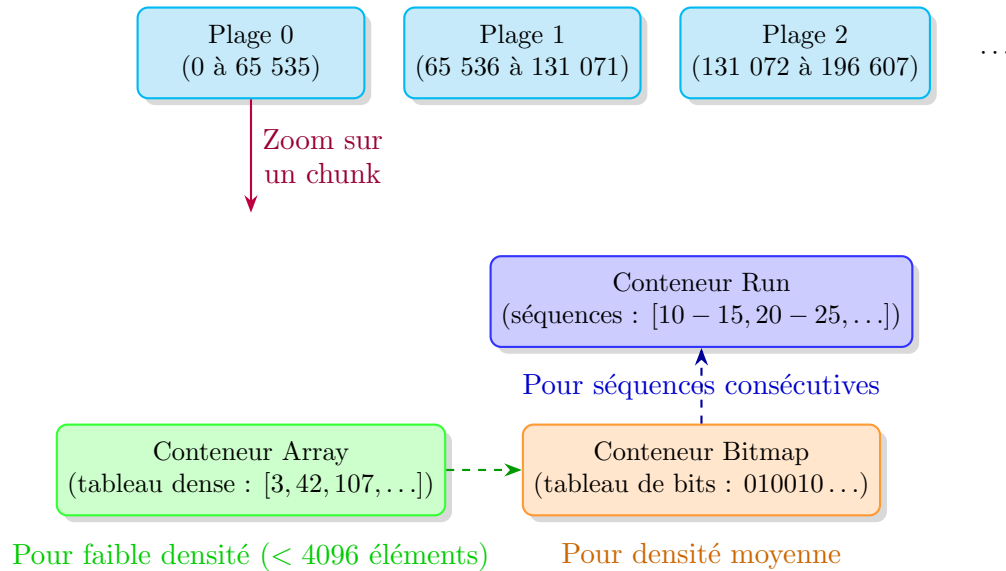 Plage 0
(0 à 65 535)
Plage 1
(65 536 à 131 071)
Plage 2
(131 072 à 196 607)
…
Zoom sur
un chunk
Conteneur Run
(séquences : [10 − 15, 20 − 25, …])
Pour séquences consécutives
Conteneur Array
(tableau dense : [3, 42, 107, …])
Conteneur Bitmap
(tableau de bits : 010010 …)
Pour faible densité (< 4096 éléments)
Pour densité moyenne